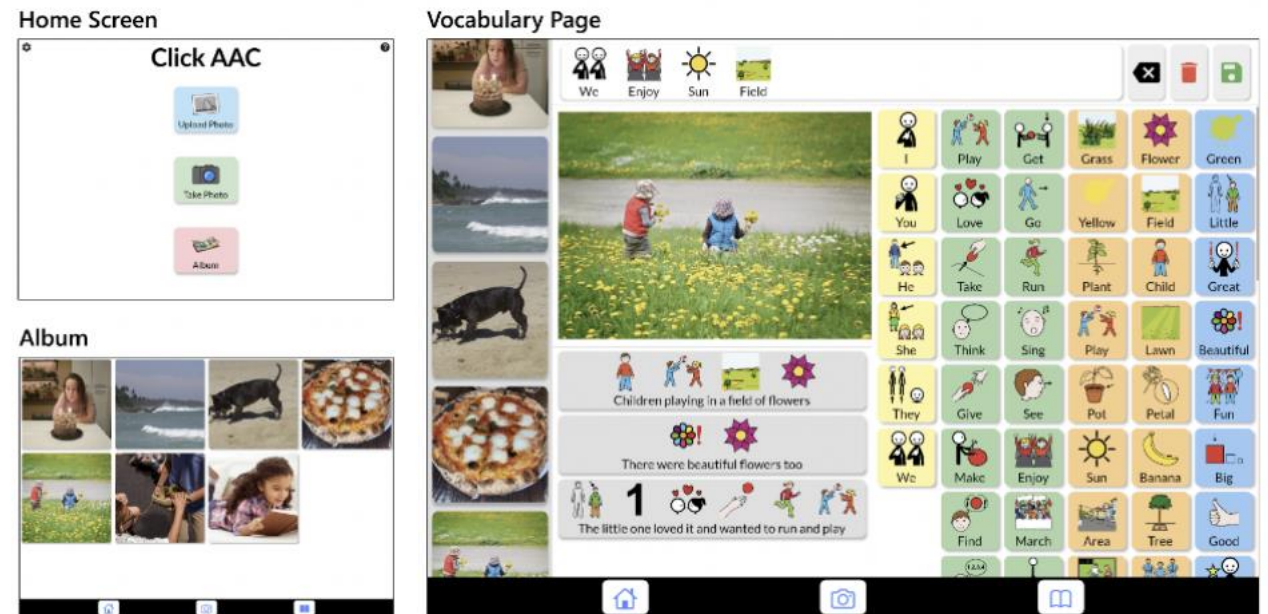 Home Screen
Click AAC
Upload Photo
Take Photo
Album
Album
Vocabulary Page
We Enjoy Sun Field
I Play Get Grass Flower Green
You Love Go Yellow Field Little
He Take Run Plant Child Great
She Think Sing Play Lawn Beautiful
They Give See Pot Petal Fun
We Make Enjoy Sun Banana Big
Find March Area Tree Good
Children playing in a field of flowers
There were beautiful flowers too
1
The little one loved it and wanted to run and play